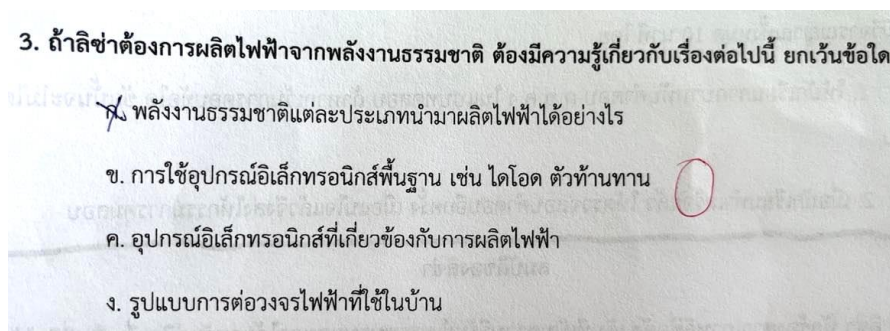 3. ถ้าลิซ่าต้องการผลิตไฟฟ้าจากพลังงานธรรมชาติ ต้องมีความรู้เกี่ยวกับเรื่องต่อไปนี้ ยกเว้นข้อใด
ก. พลังงานธรรมชาติแต่ละประเภทนำมาผลิตไฟฟ้าได้อย่างไร
ข. การใช้อุปกรณ์อิเล็กทรอนิกส์พื้นฐาน เช่น ไดโอด ตัวท้านทาน
ค. อุปกรณ์อิเล็กทรอนิกส์ที่เกี่ยวข้องกับการผลิตไฟฟ้า
ง. รูปแบบการต่อวงจรไฟฟ้าที่ใช้ในบ้าน